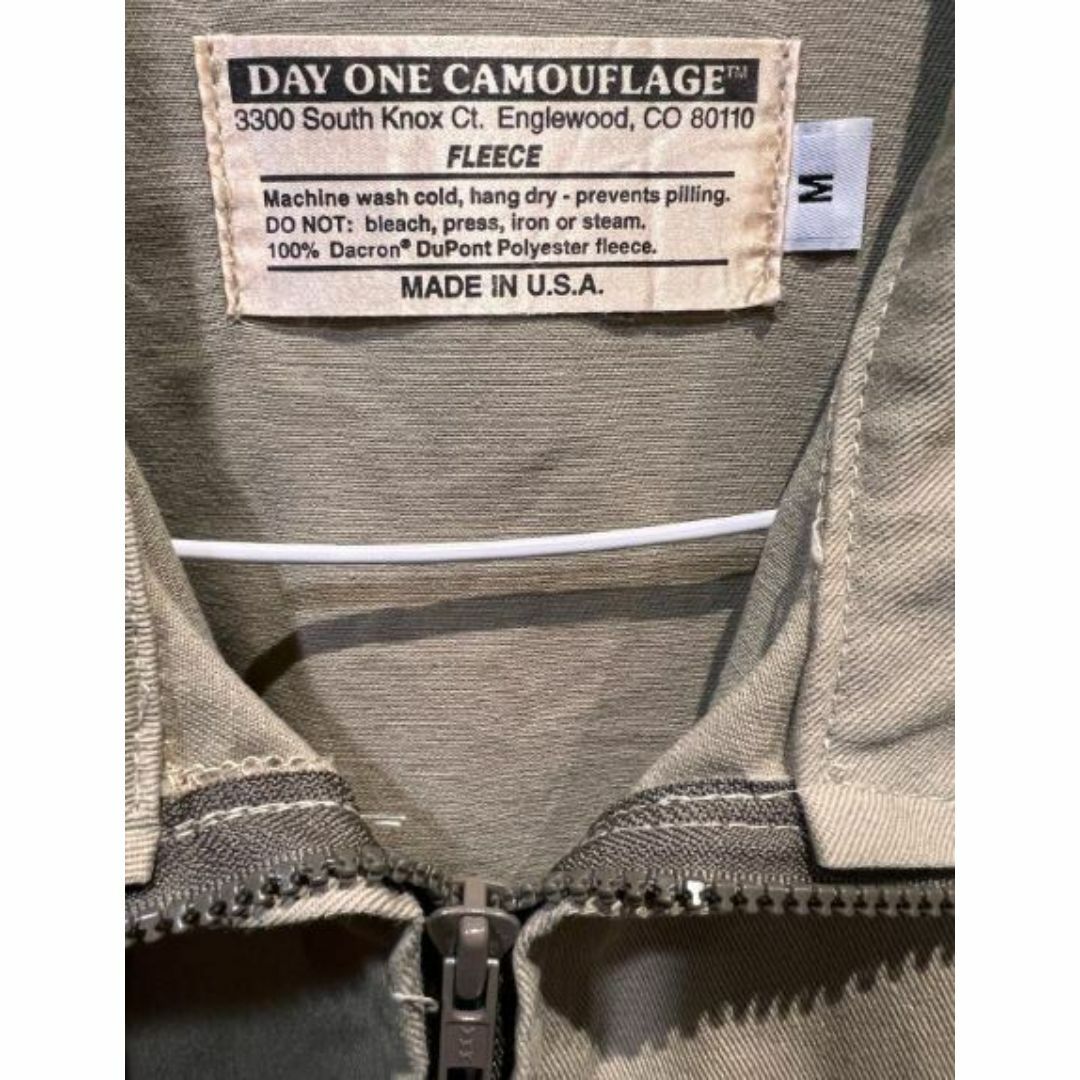 DAY ONE CAMOUFLAGE™
3300 South Knox Ct. Englewood, CO 80110
FLEECE
Machine wash cold, hang dry - prevents pilling.
DO NOT: bleach, press, iron or steam.
100% Dacron® DuPont Polyester fleece.
MADE IN U.S.A.
M